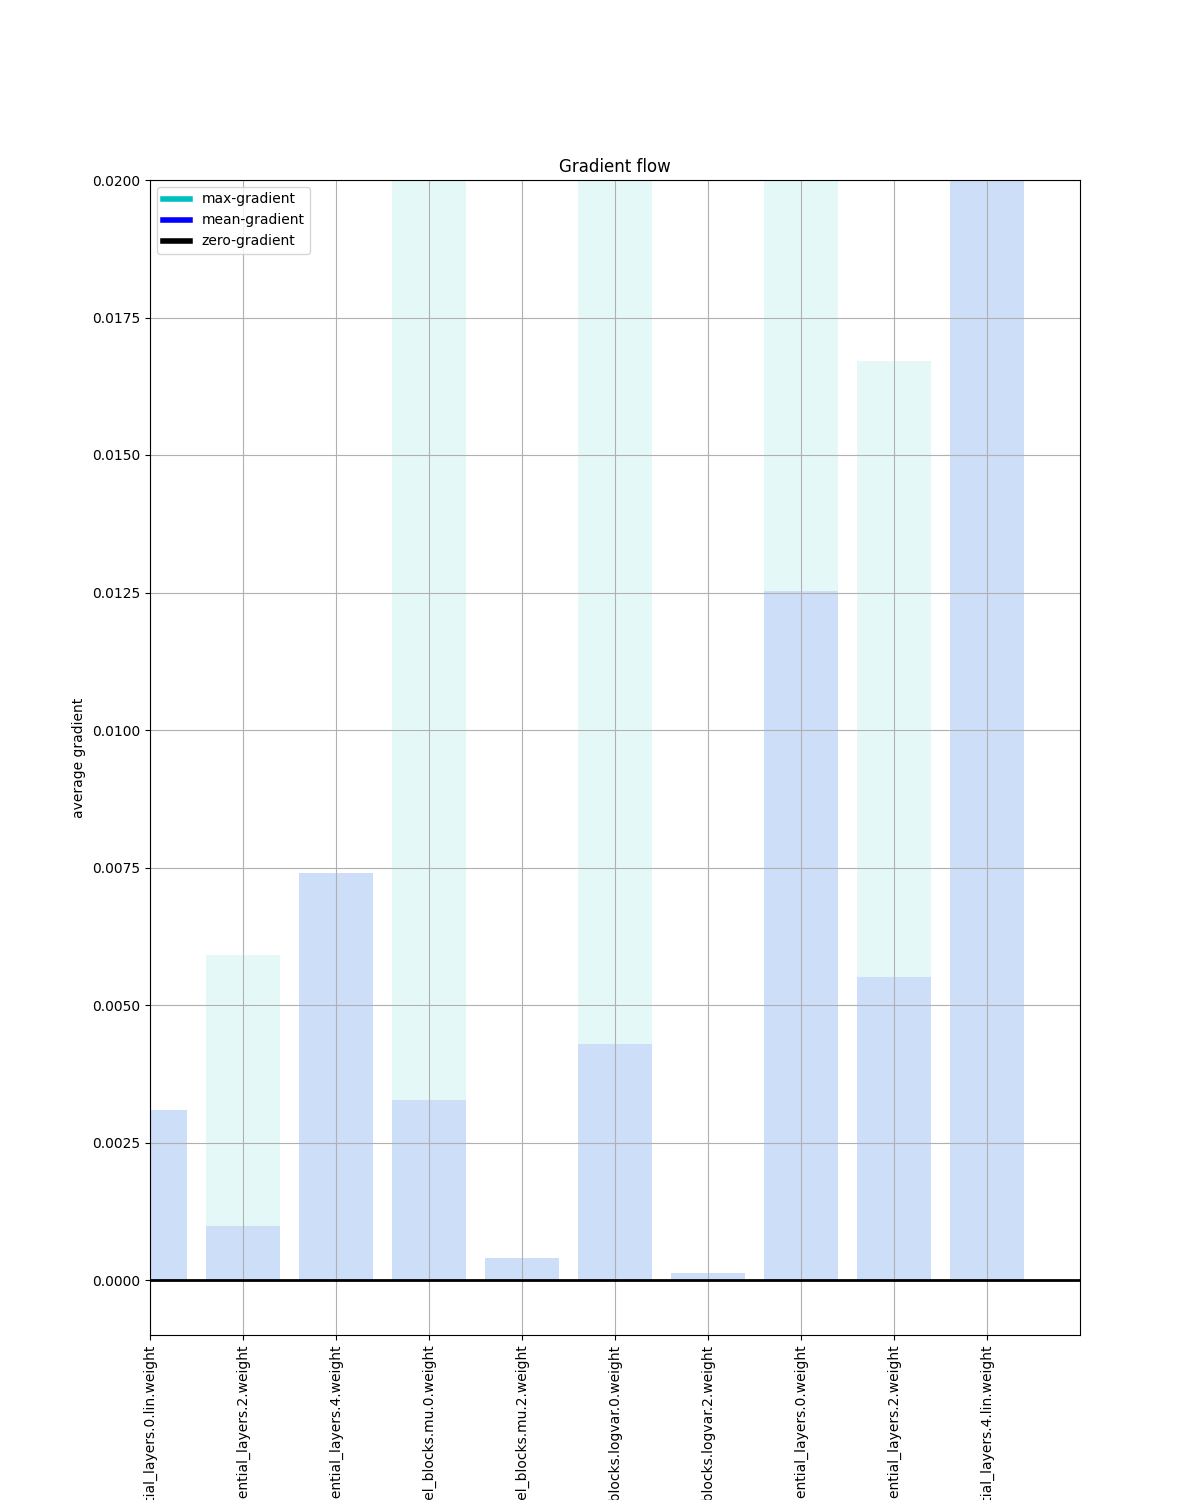 Gradient flow
max-gradient
mean-gradient
zero-gradient
0.0200
0.0175
0.0150
0.0125
0.0100
0.0075
0.0050
0.0025
0.0000
average gradient
tial_layers.0.lin.weight
ential_layers.2.weight
ential_layers.4.weight
el_blocks.mu.0.weight
el_blocks.mu.2.weight
blocks.logvar.0.weight
blocks.logvar.2.weight
ential_layers.0.weight
ential_layers.2.weight
tial_layers.4.lin.weight